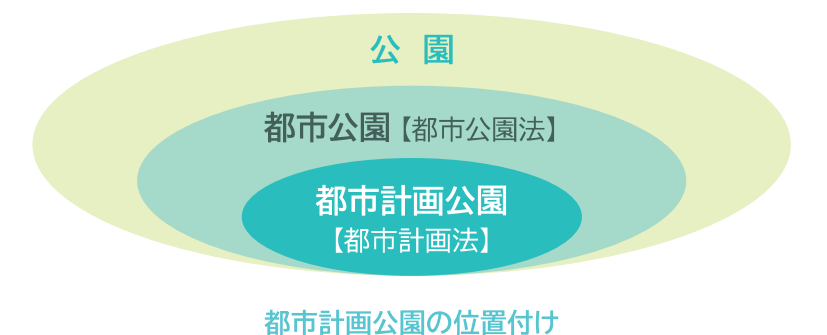 公 園
都市公園【都市公園法】
都市計画公園
【都市計画法】
都市計画公園の位置付け